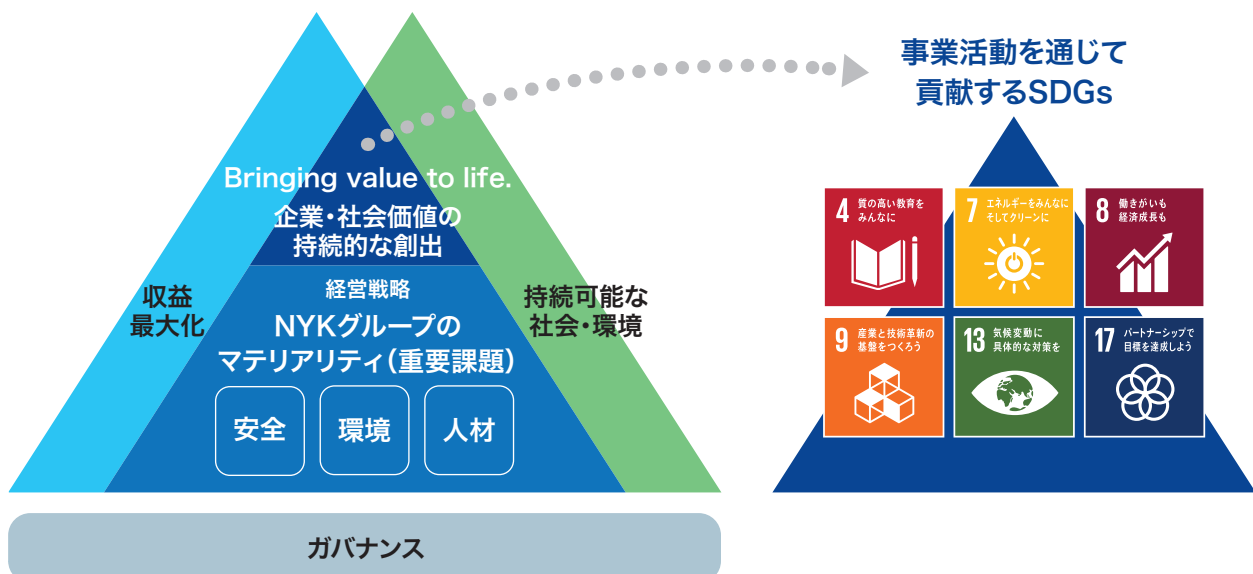 Bringing value to life.
企業・社会価値の
持続的な創出
収益
最大化
経営戦略
NYKグループの
マテリアリティ(重要課題)
安全
環境
人材
持続可能な
社会・環境
ガバナンス
事業活動を通じて
貢献するSDGs
4 質の高い教育を
みんなに
7 エネルギーをみんなに
そしてクリーンに
8 働きがいも
経済成長も
9 産業と技術革新の
基盤をつくろう
13 気候変動に
具体的な対策を
17 パートナーシップで
目標を達成しよう